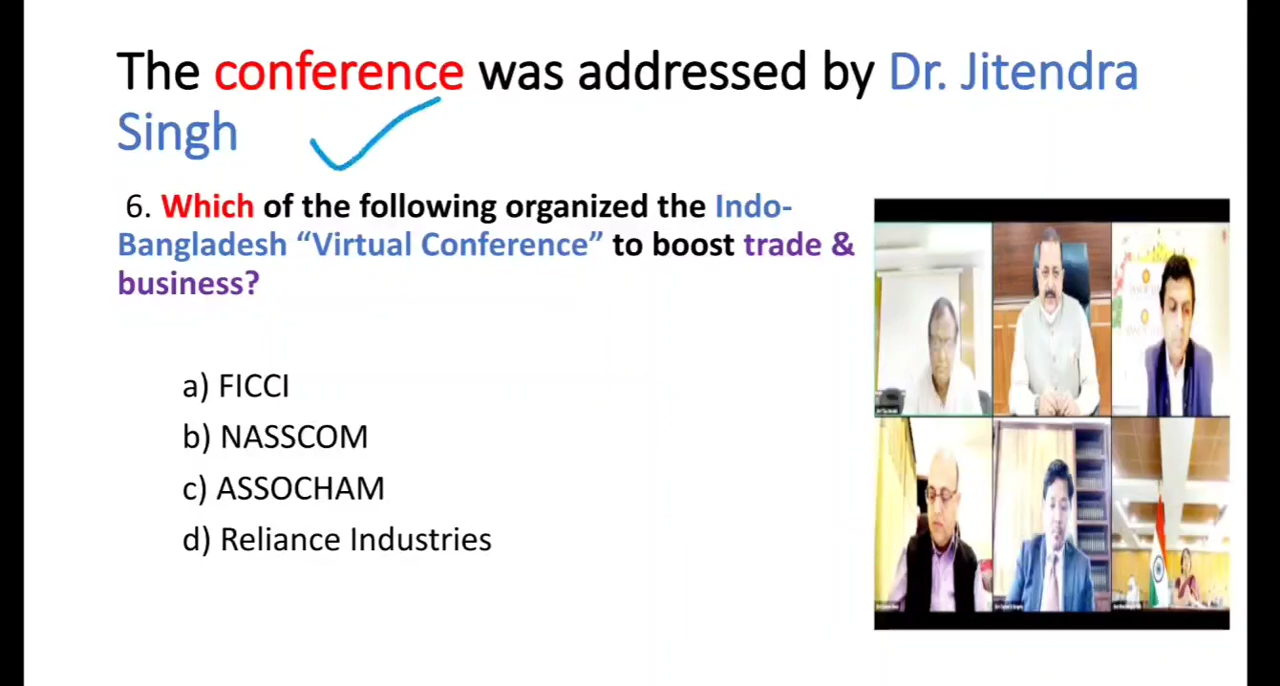 The conference was addressed by Dr. Jitendra
Singh
6. Which of the following organized the Indo-
Bangladesh “Virtual Conference” to boost trade &
business?
a) FICCI
b) NASSCOM
c) ASSOCHAM
d) Reliance Industries